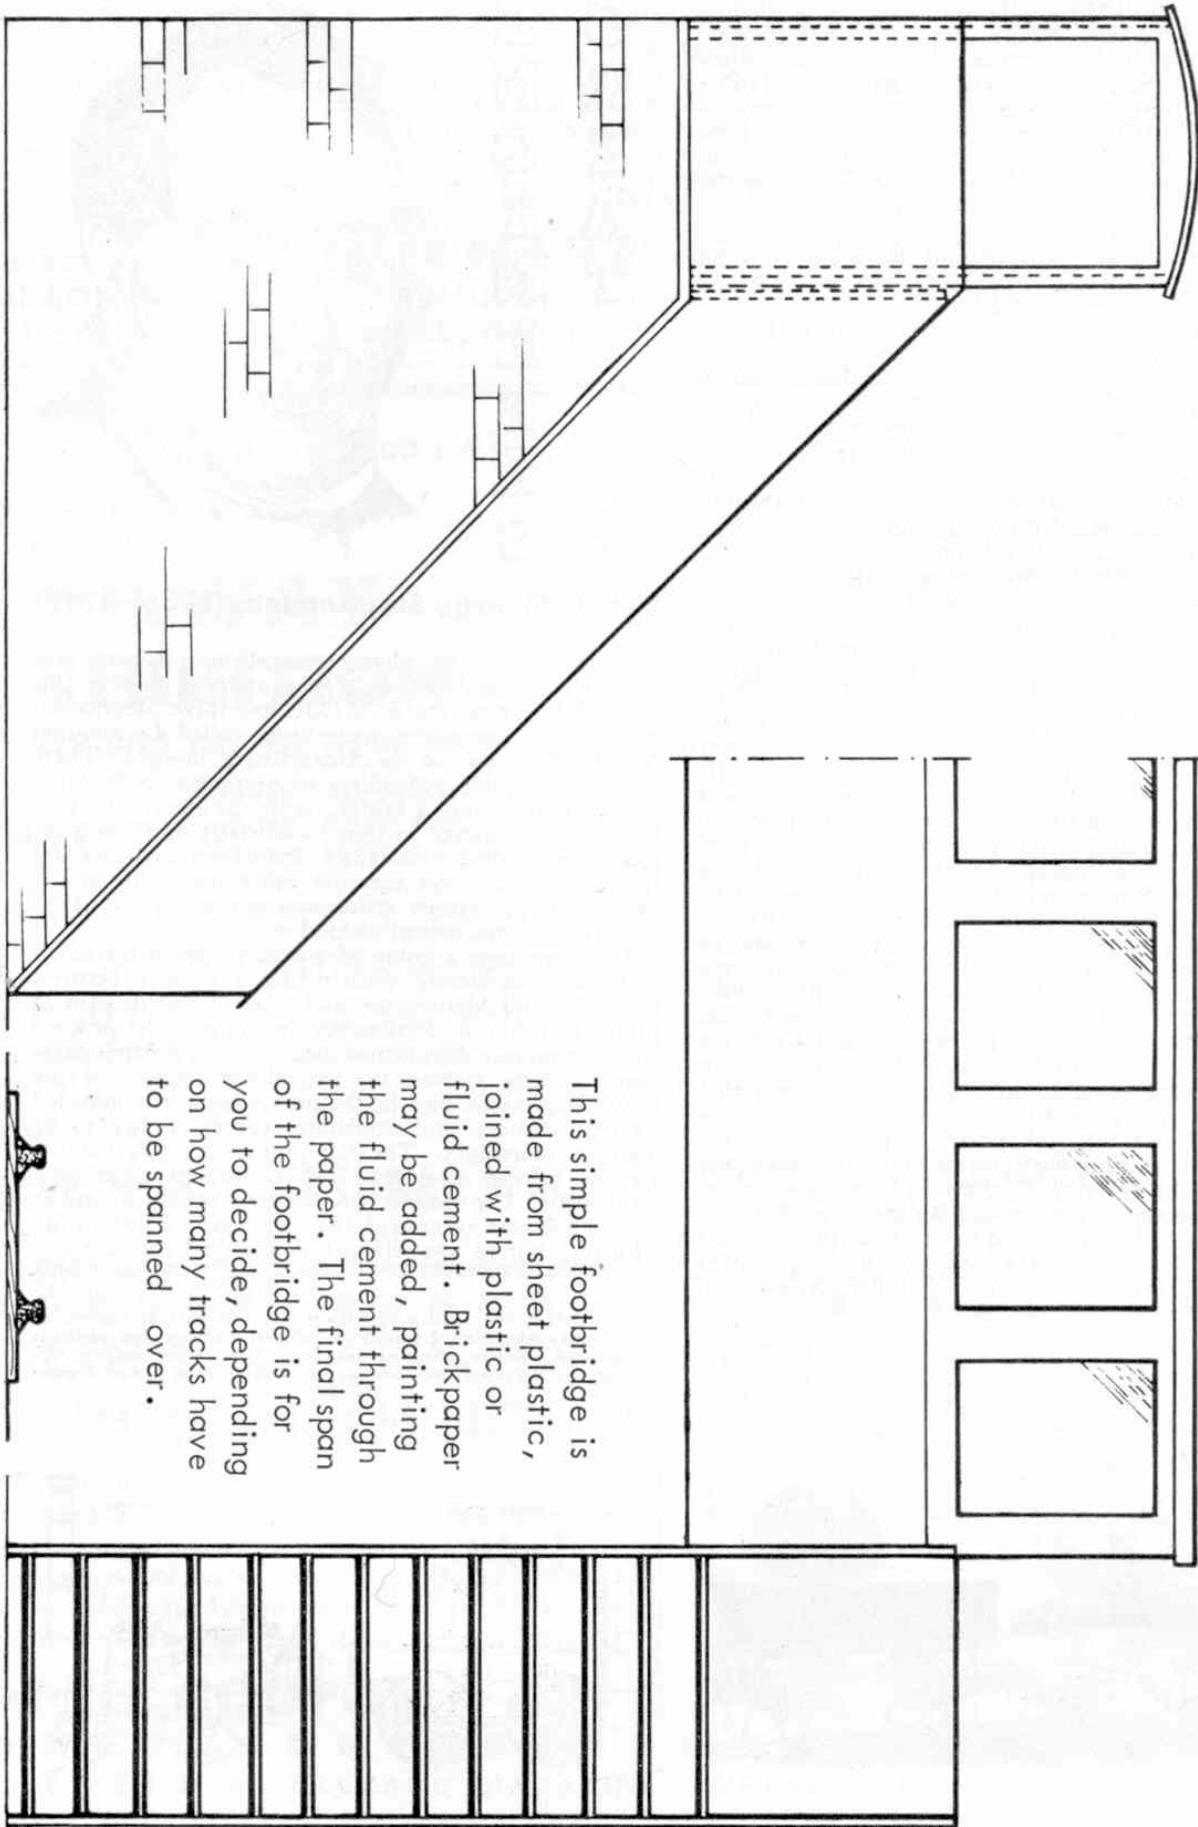 This simple footbridge is
made from sheet plastic,
joined with plastic or
fluid cement. Brickpaper
may be added, painting
the fluid cement through
the paper. The final span
of the footbridge is for
you to decide, depending
on how many tracks have
to be spanned over.